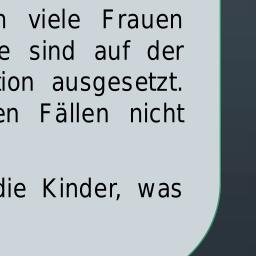 n viele Frauen
e sind auf der
tion ausgesetzt.
en Fällen nicht
die Kinder, was